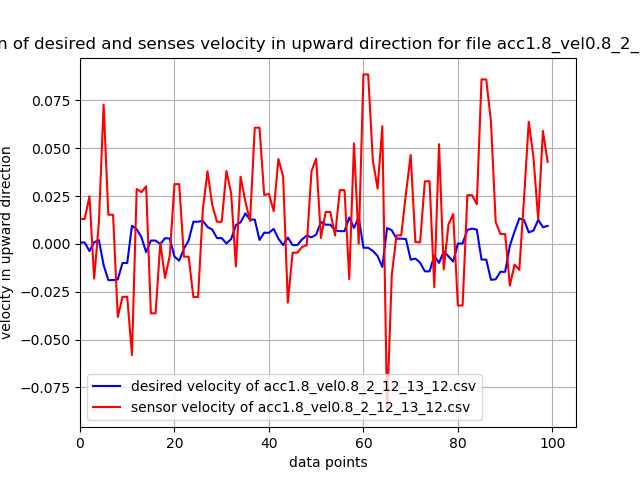 n of desired and senses velocity in upward direction for file acc1.8_vel0.8_2_
velocity in upward direction
0.075
0.050
0.025
0.000
−0.025
−0.050
−0.075
desired velocity of acc1.8_vel0.8_2_12_13_12.csv
sensor velocity of acc1.8_vel0.8_2_12_13_12.csv
0 20 40 60 80 100
data points